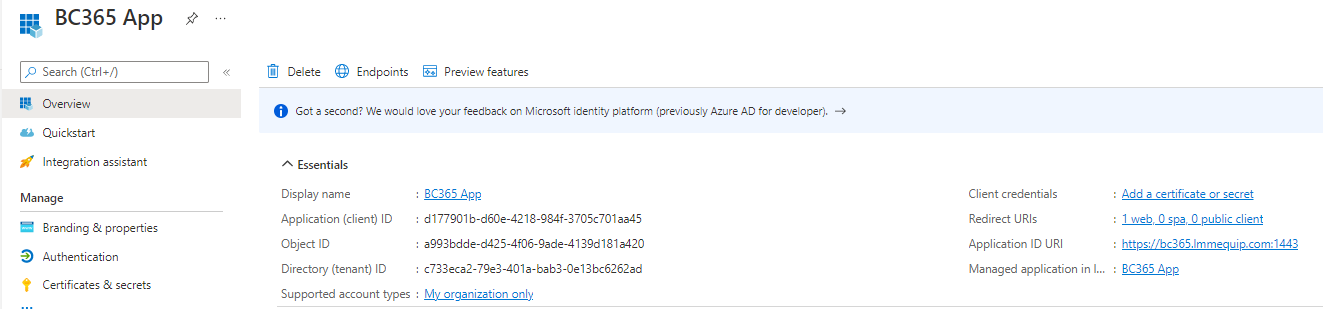 BC365 App
Search (Ctrl+/)
Overview
Quickstart
Integration assistant
Manage
Branding & properties
Authentication
Certificates & secrets
Delete Endpoints Preview features
Got a second? We would love your feedback on Microsoft identity platform (previously Azure AD for developer).
Essentials
Display name : BC365 App
Application (client) ID : d177901b-d60e-4218-984f-3705c701aa45
Object ID : a993bdde-d425-4f06-9ade-4139d181a420
Directory (tenant) ID : c733eca2-79e3-401a-bab3-0e13bc6262ad
Supported account types : My organization only
Client credentials : Add a certificate or secret
Redirect URIs : 1 web, 0 spa, 0 public client
Application ID URI : https://bc365.lmmequip.com:1443
Managed application in l... : BC365 App